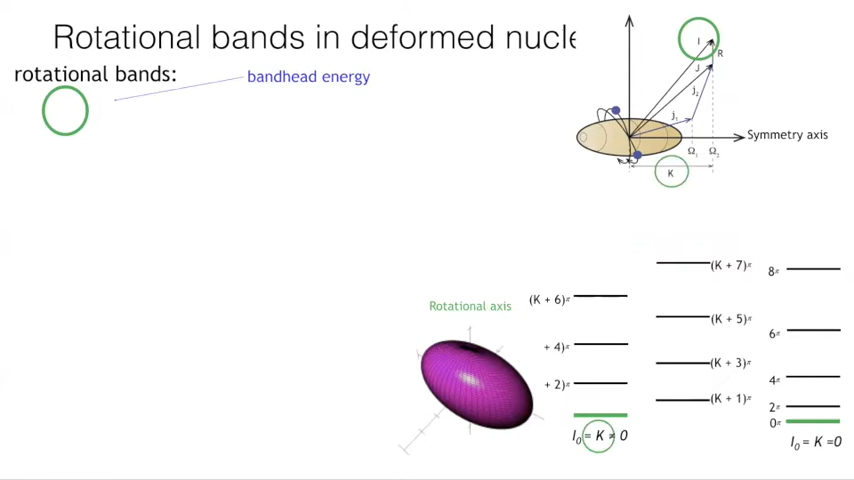 Rotational bands in deformed nucle
rotational bands:
bandhead energy
I
R
J
j₂
j₁
Symmetry axis
Ω₁ Ω₂
K
Rotational axis
(K + 6)π
+ 4)π
+ 2)π
I₀ = K ≠ 0
(K + 7)π
(K + 5)π
(K + 3)π
(K + 1)π
8π
6π
4π
2π
0π
I₀ = K =0